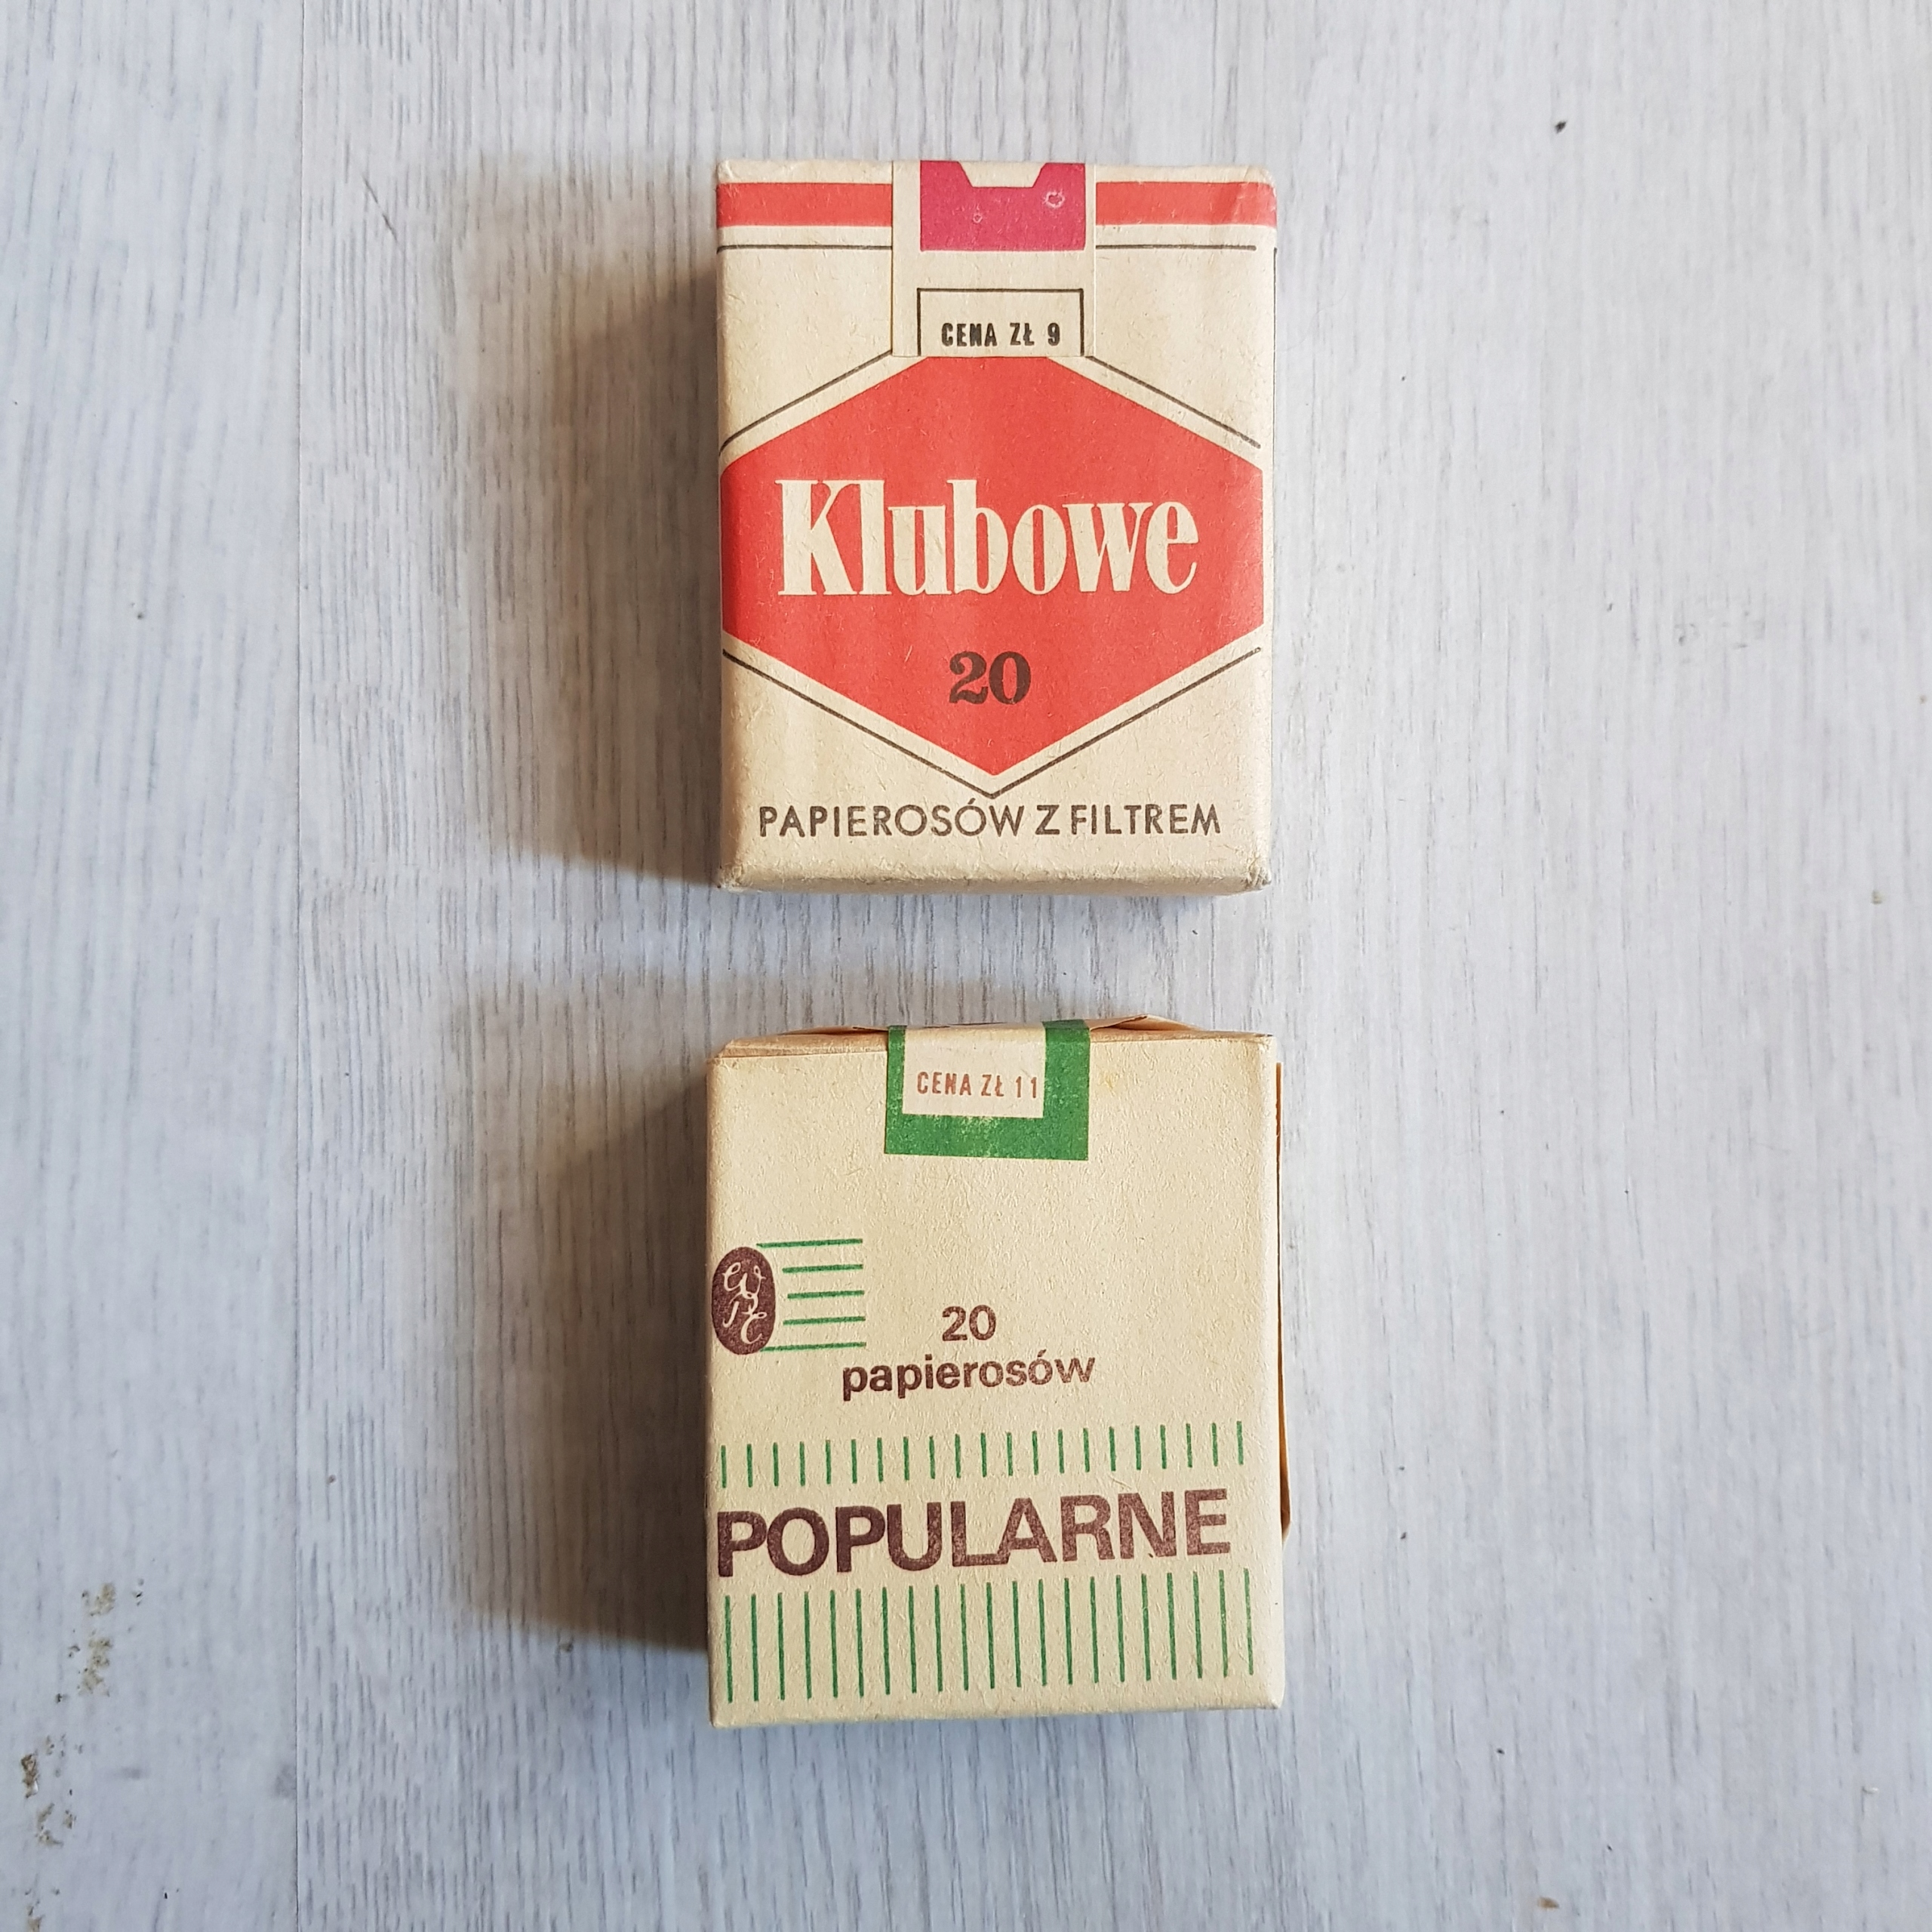 CENA ZŁ 9
Klubowe
20
PAPIEROSÓW Z FILTREM
CENA ZŁ 11
20
papierosów
POPULARNE